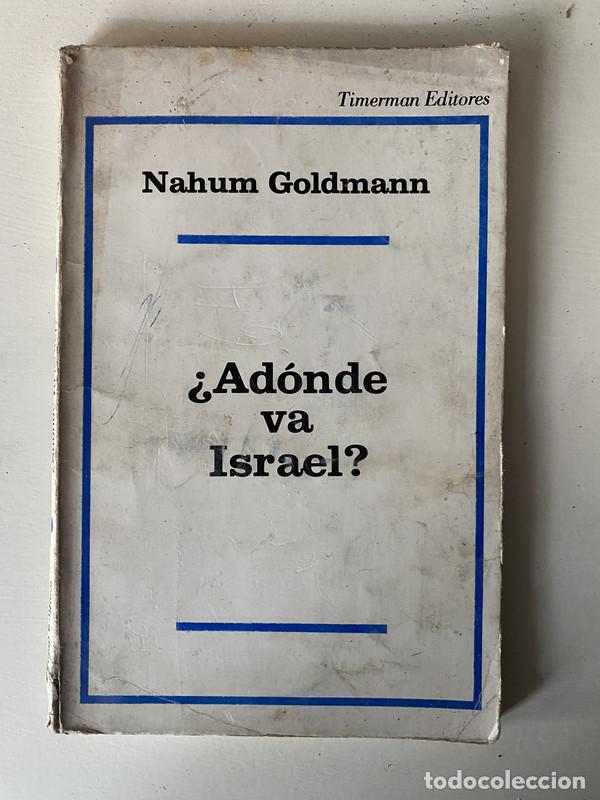 Timerman Editores
Nahum Goldmann
¿Adónde
va
Israel?
todocoleccion